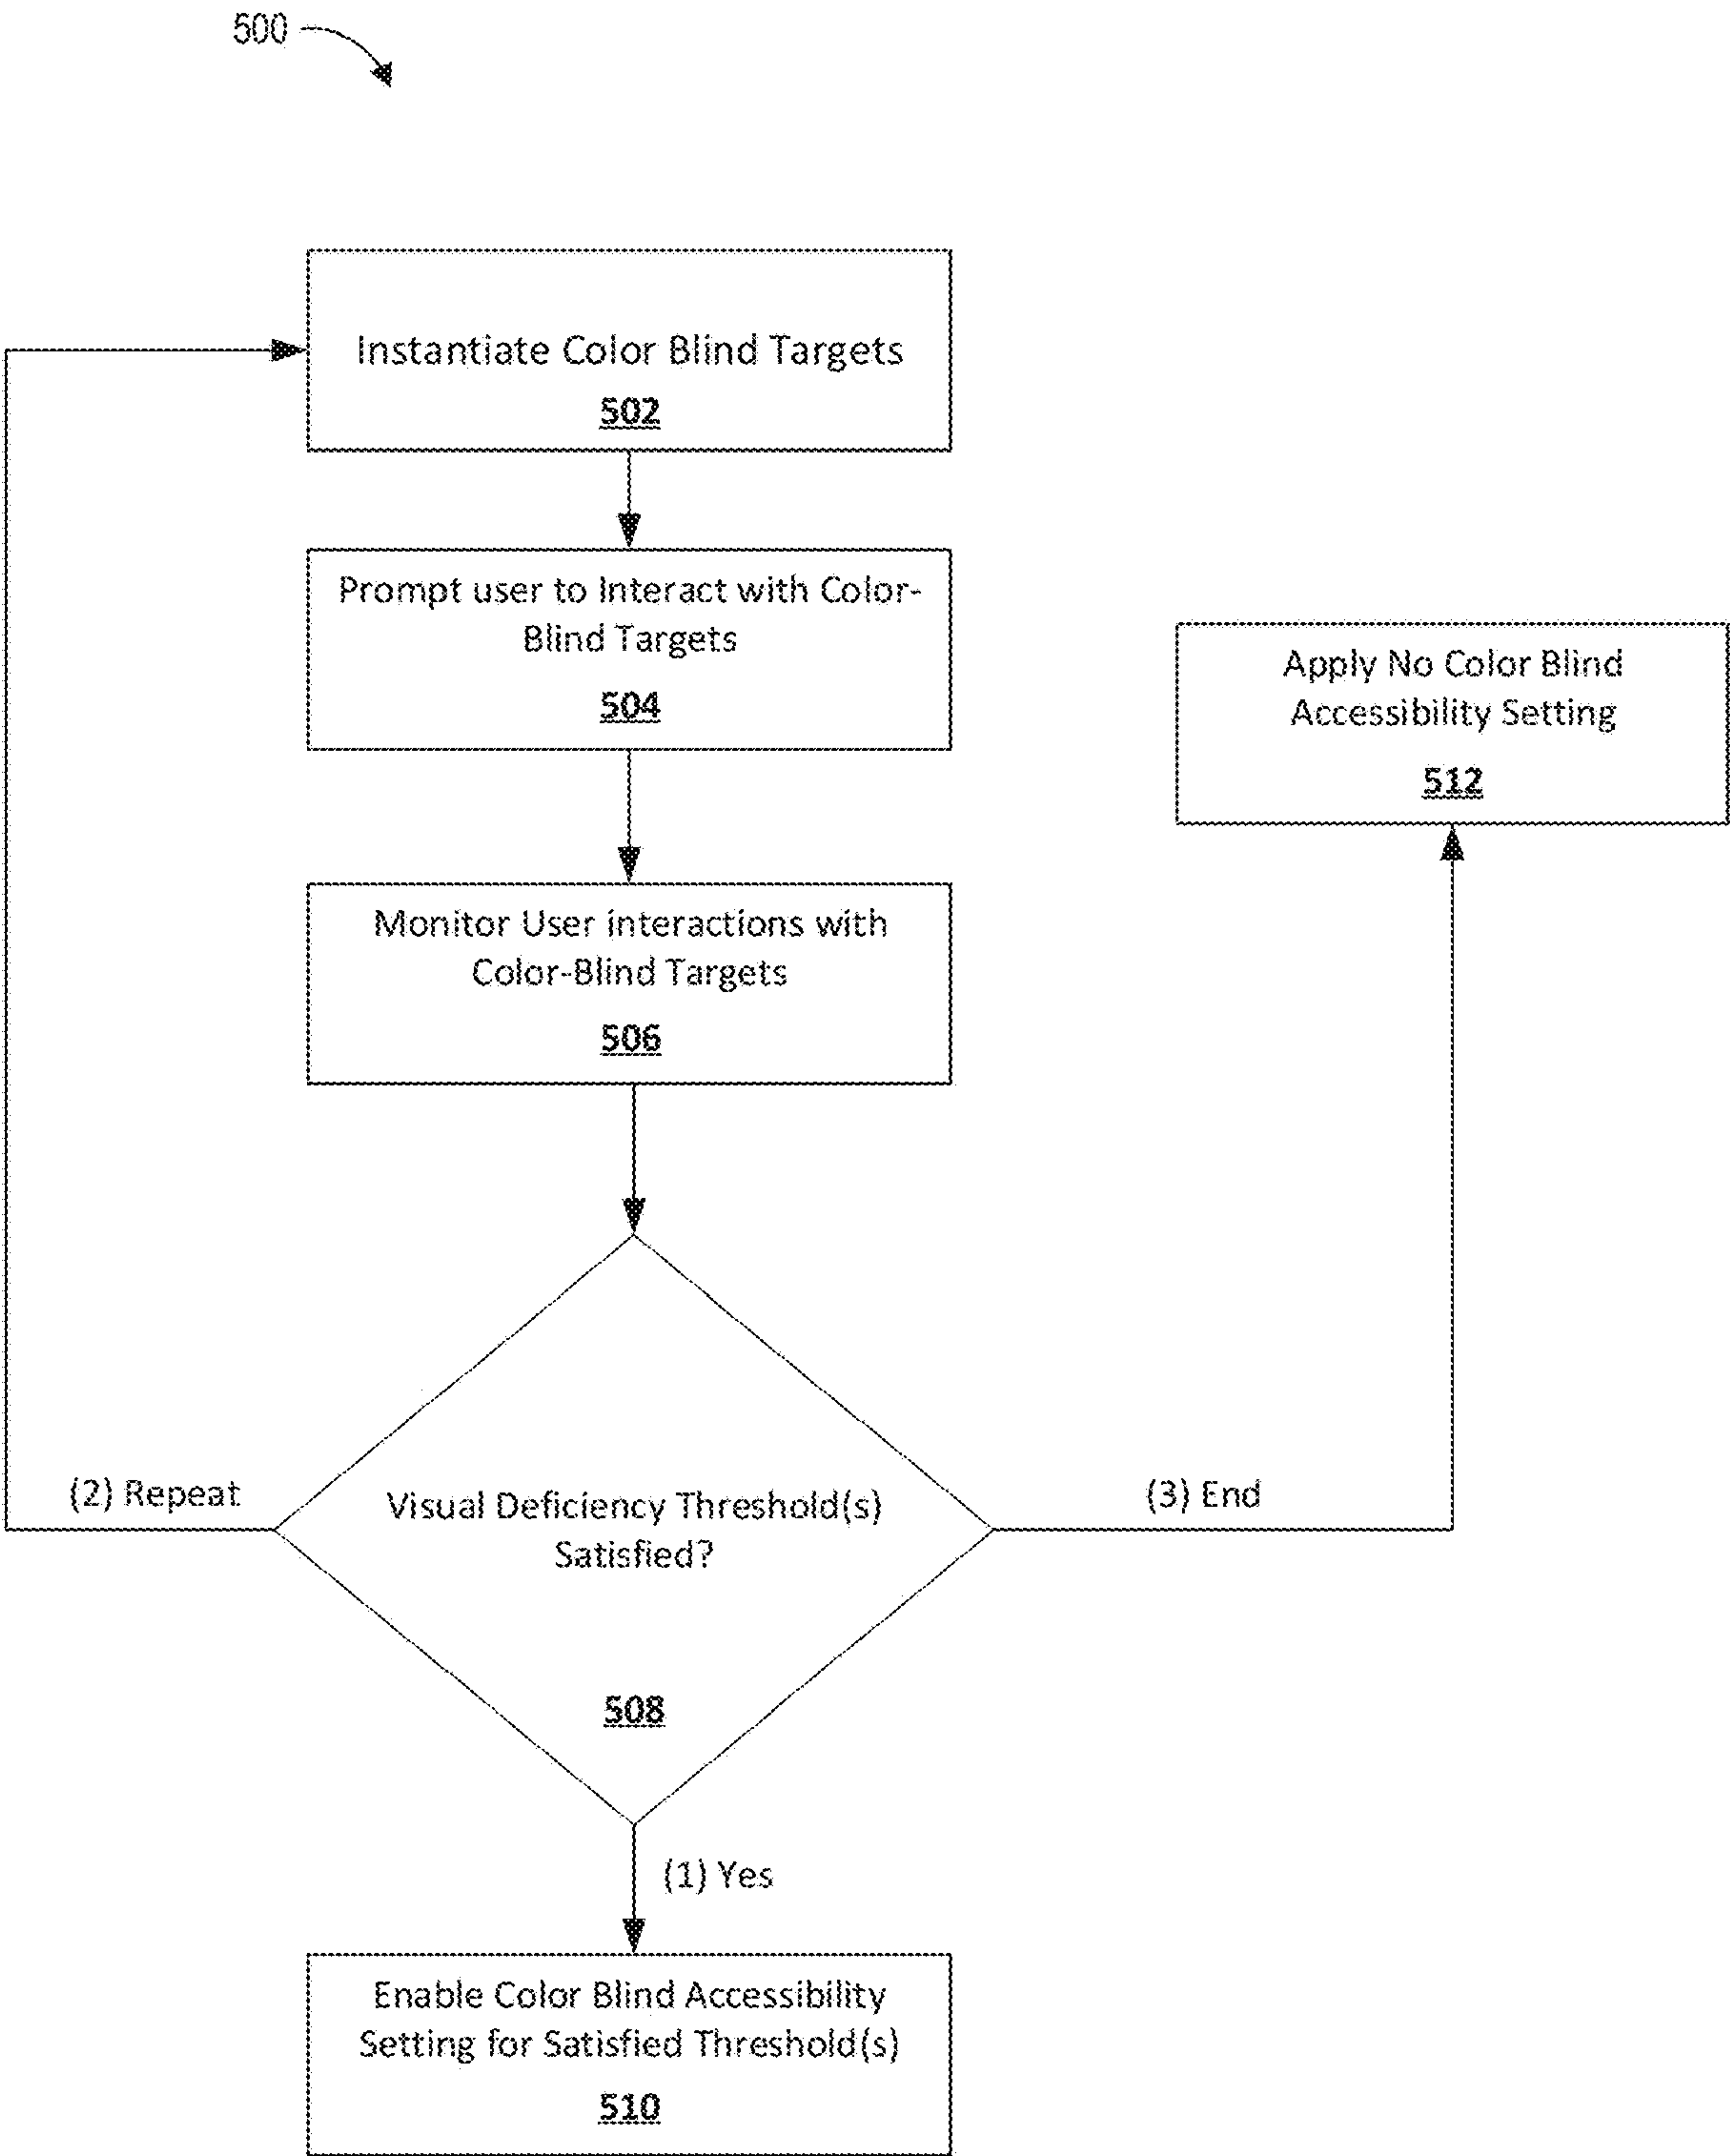 500
Instantiate Color Blind Targets
502
Prompt user to Interact with Color-
Blind Targets
504
Apply No Color Blind
Accessibility Setting
512
Monitor User interactions with
Color-Blind Targets
506
(2) Repeat
Visual Deficiency Threshold(s)
Satisfied?
508
(3) End
(1) Yes
Enable Color Blind Accessibility
Setting for Satisfied Threshold(s)
510